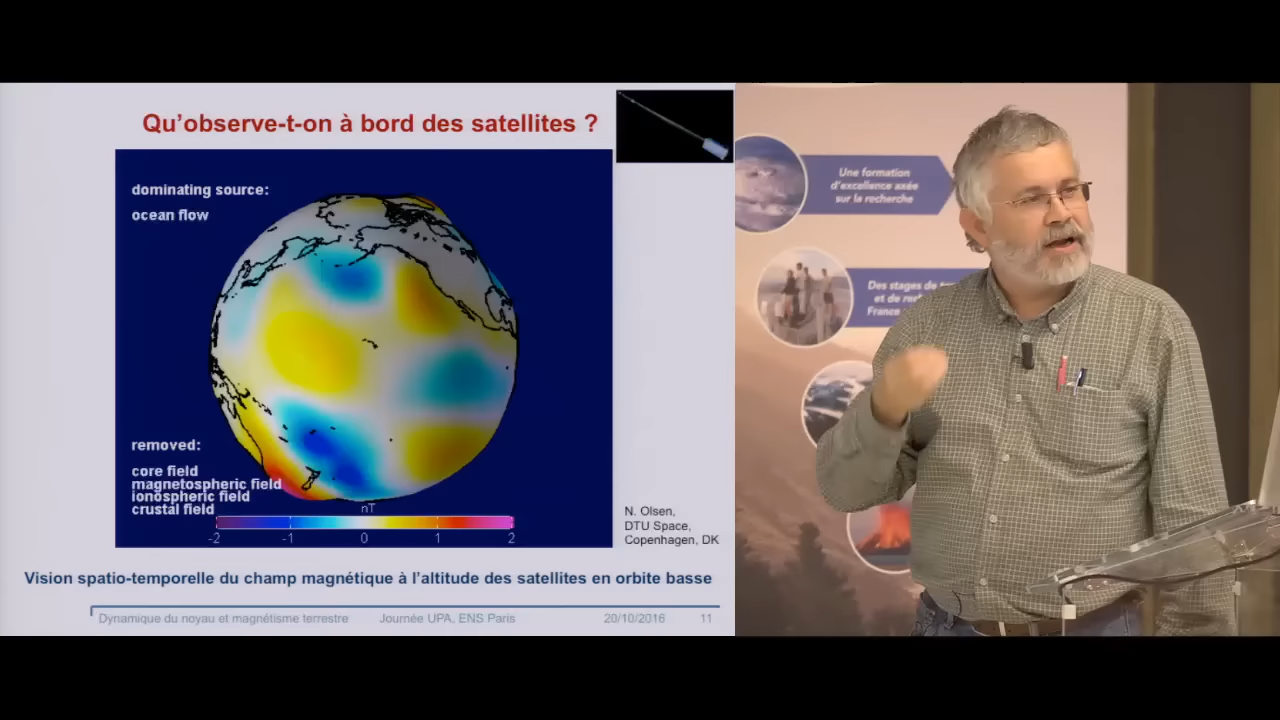 Qu'observe-t-on à bord des satellites ?
dominating source:
ocean flow
removed:
core field
magnetospheric field
ionospheric field
crustal field
nT
-2 -1 0 1 2
N. Olsen,
DTU Space,
Copenhagen, DK
Vision spatio-temporelle du champ magnétique à l'altitude des satellites en orbite basse
Dynamique du noyau et magnétisme terrestre Journée UPA, ENS Paris 20/10/2016 11
Une formation
d'excellence axée
sur la recherche
Des stages de
et de
France